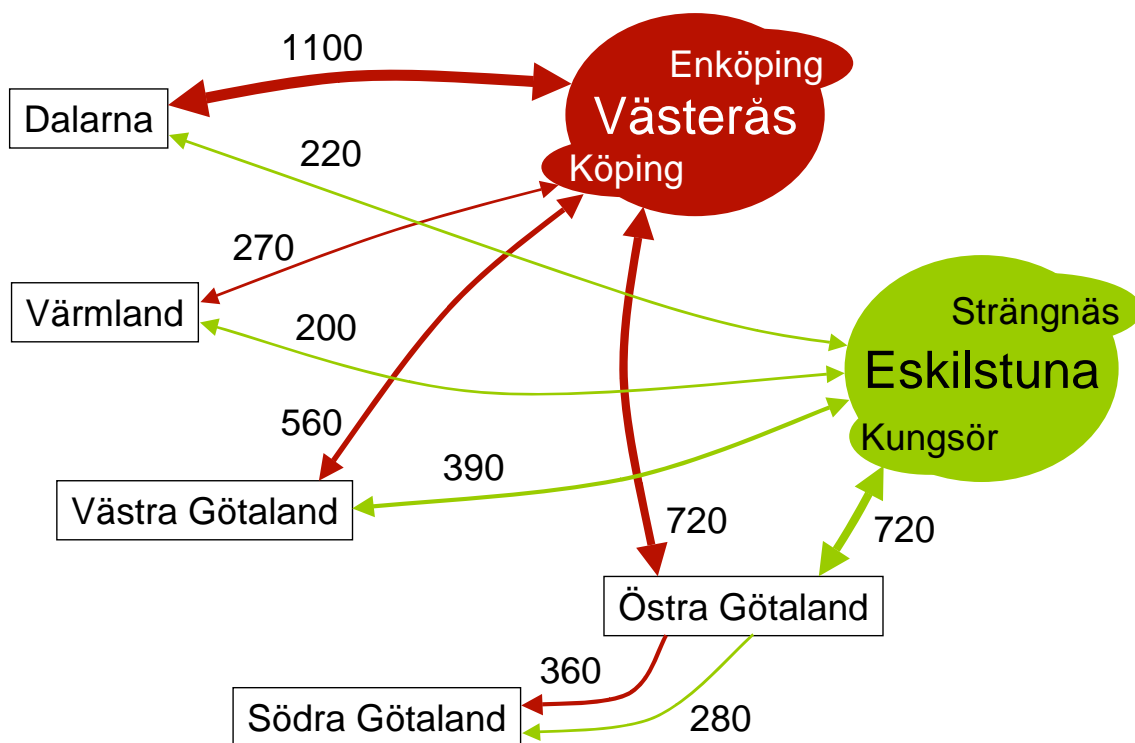 1100
Enköping
Västerås
Dalarna
220
Köping
270
Värmland
Strängnäs
200
Eskilstuna
560
Kungsör
390
Västra Götaland
720
720
Östra Götaland
360
Södra Götaland
280